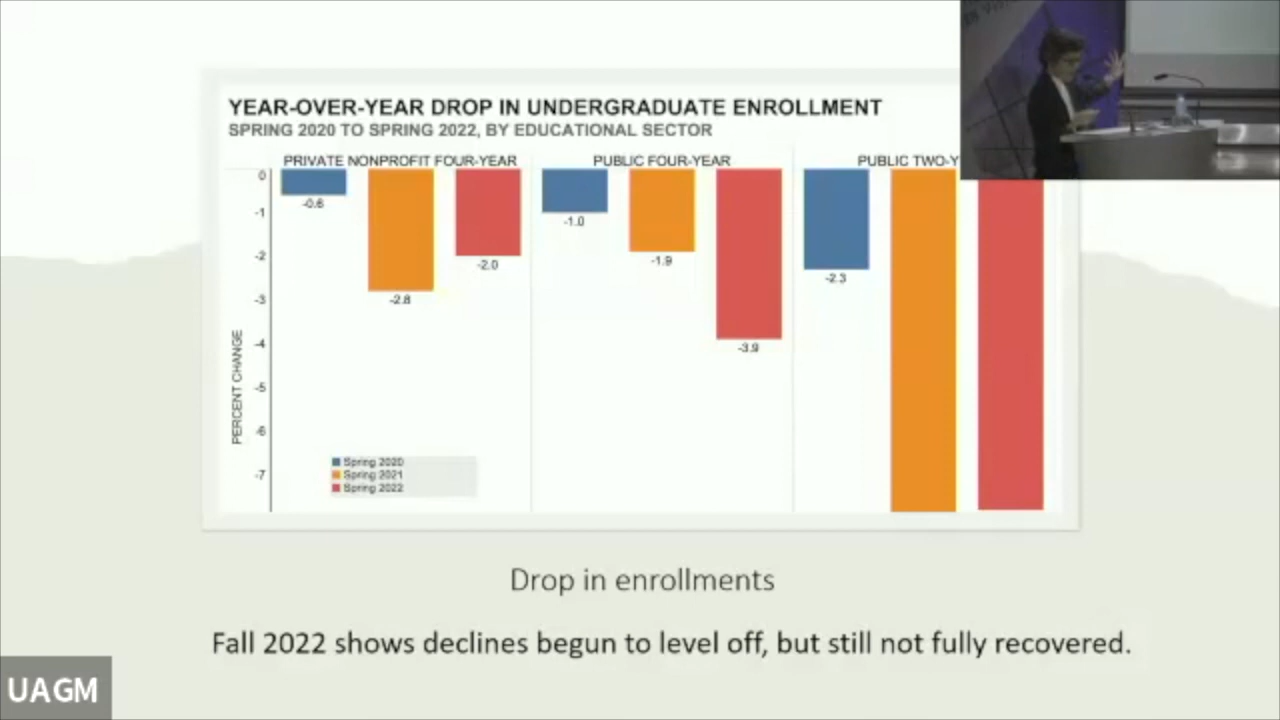 YEAR-OVER-YEAR DROP IN UNDERGRADUATE ENROLLMENT
SPRING 2020 TO SPRING 2022, BY EDUCATIONAL SECTOR
PRIVATE NONPROFIT FOUR-YEAR
PUBLIC FOUR-YEAR
PUBLIC TWO-Y
0
-1
-2
-3
-4
-5
-6
-7
PERCENT CHANGE
-0.6
-2.8
-2.0
-1.0
-1.9
-3.9
-2.3
Spring 2020
Spring 2021
Spring 2022
Drop in enrollments
Fall 2022 shows declines begun to level off, but still not fully recovered.
UAGM